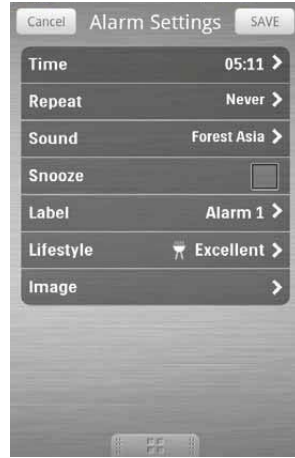 Cancel Alarm Settings SAVE
Time 05:11
Repeat Never
Sound Forest Asia
Snooze
Label Alarm 1
Lifestyle Excellent
Image